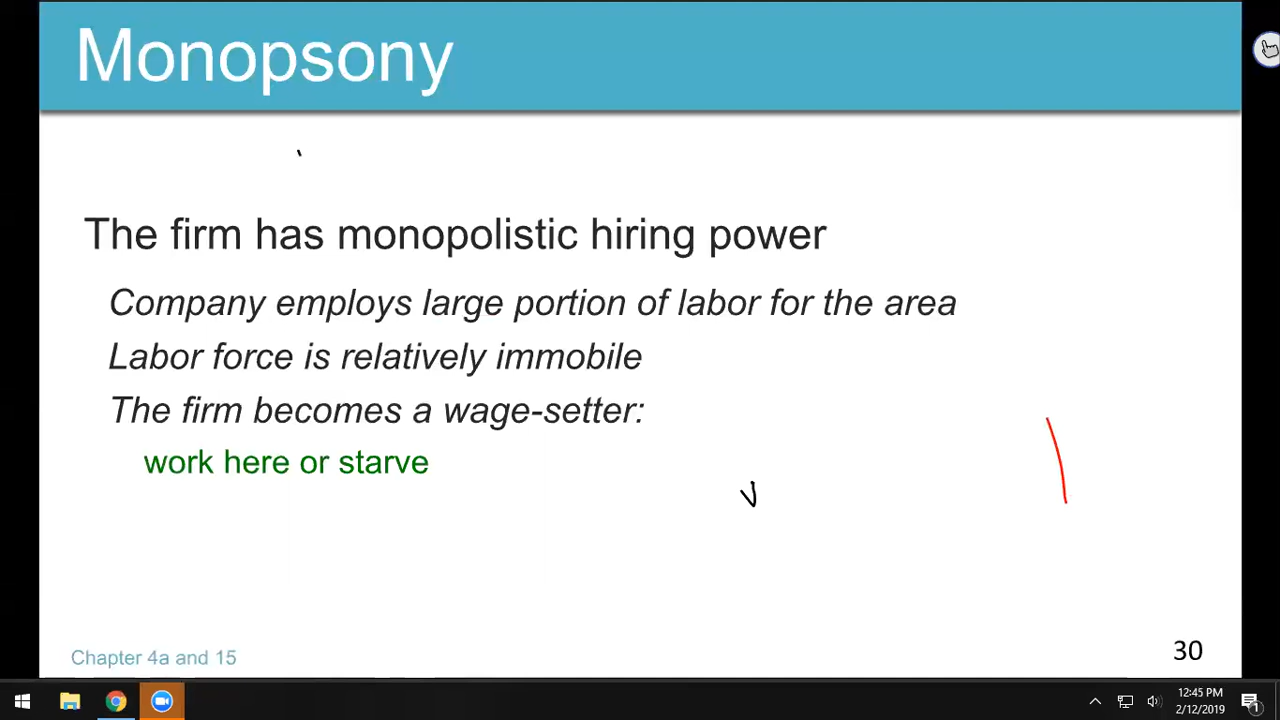 Monopsony
The firm has monopolistic hiring power
Company employs large portion of labor for the area
Labor force is relatively immobile
The firm becomes a wage-setter:
work here or starve
Chapter 4a and 15
30
12:45 PM
2/12/2019
1